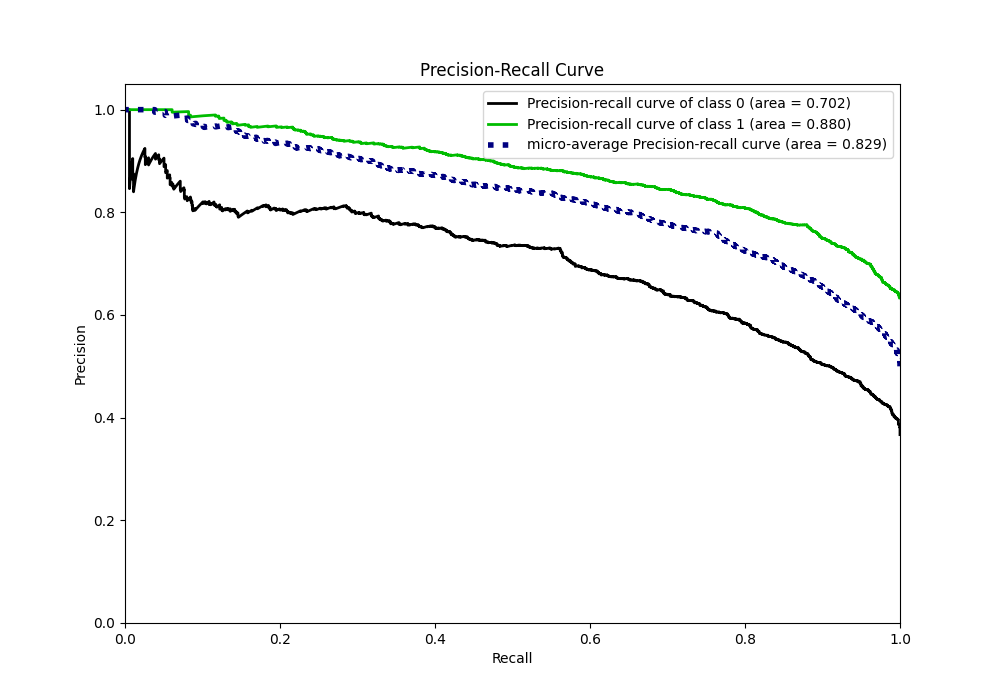 Precision-Recall Curve
Precision-recall curve of class 0 (area = 0.702)
Precision-recall curve of class 1 (area = 0.880)
micro-average Precision-recall curve (area = 0.829)
1.0
0.8
0.6
0.4
0.2
0.0
Precision
0.0 0.2 0.4 0.6 0.8 1.0
Recall